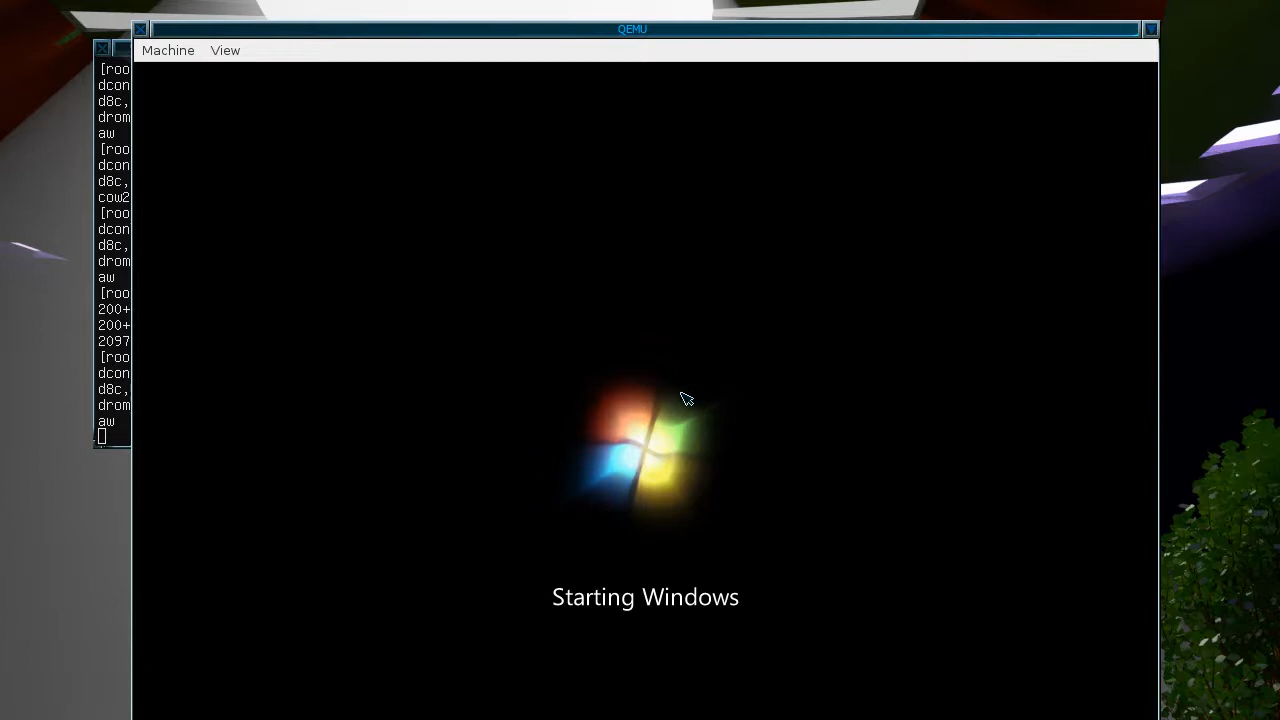 QEMU
Machine View
[roo
dcon
d8c,
drom
aw
[roo
dcon
d8c,
cow2
[roo
dcon
d8c,
drom
aw
[roo
200+
200+
2097
[roo
dcon
d8c,
drom
aw
Starting Windows